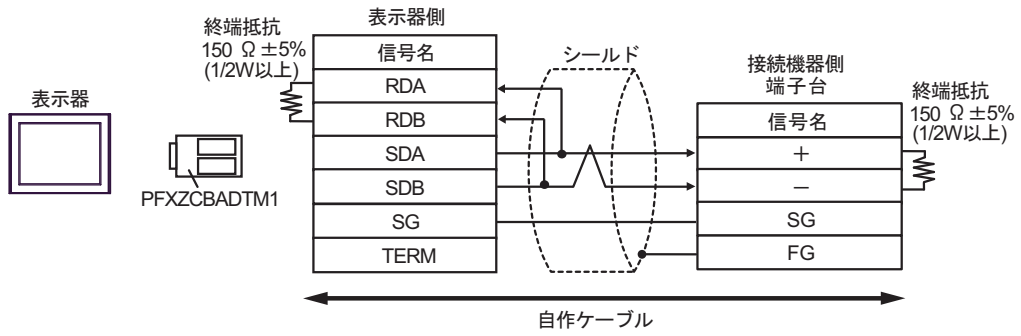 表示器
PFXZCBADTM1
終端抵抗
150 Ω ±5%
(1/2W以上)
表示器側
信号名
RDA
RDB
SDA
SDB
SG
TERM
シールド
接続機器側
端子台
信号名
+
−
SG
FG
終端抵抗
150 Ω ±5%
(1/2W以上)
自作ケーブル